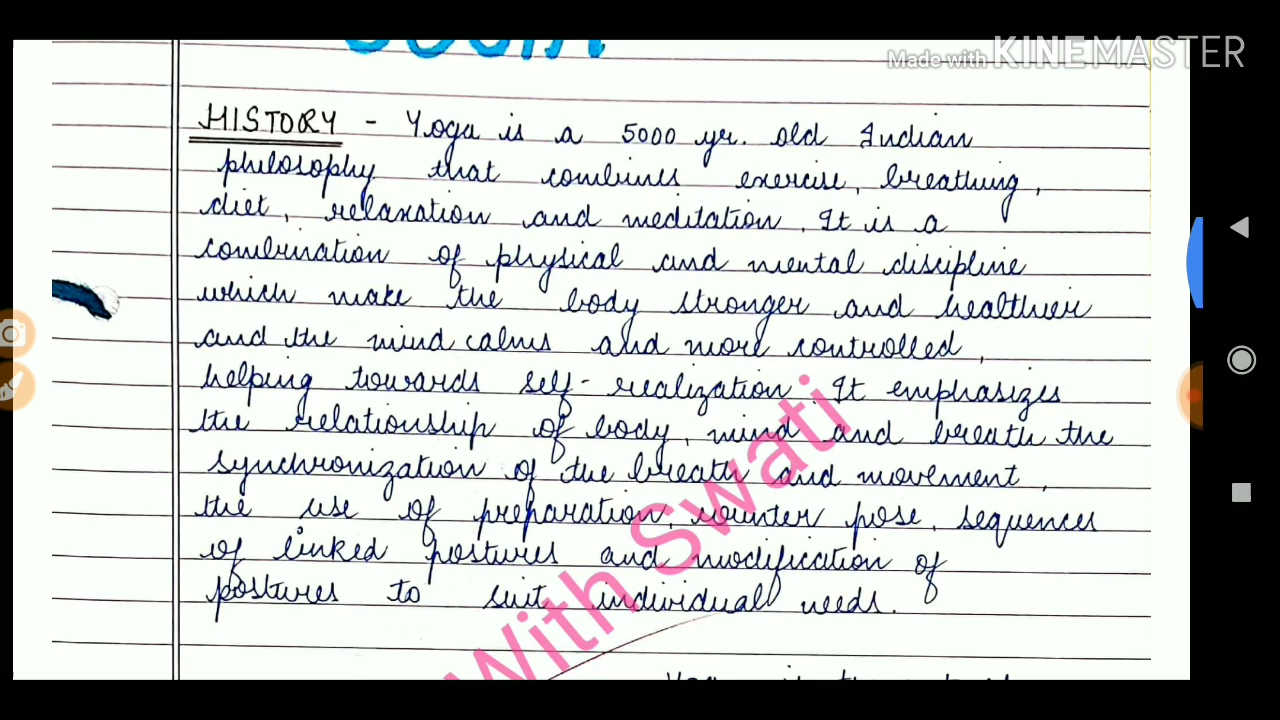 Made with KINEMASTER
HISTORY - Yoga is a 5000 yr. old Indian
philosophy that combines exercise, breathing,
diet, relaxation and meditation. It is a
combination of physical and mental discipline
which make the body stronger and healthier
and the mind calms and more controlled,
helping towards self-realization. It emphasizes
the relationship of body, mind and breath the
synchronization of the breath and movement,
the use of preparation, counter pose, sequences
of linked postures and modification of
postures to suit individual needs.
With Swati